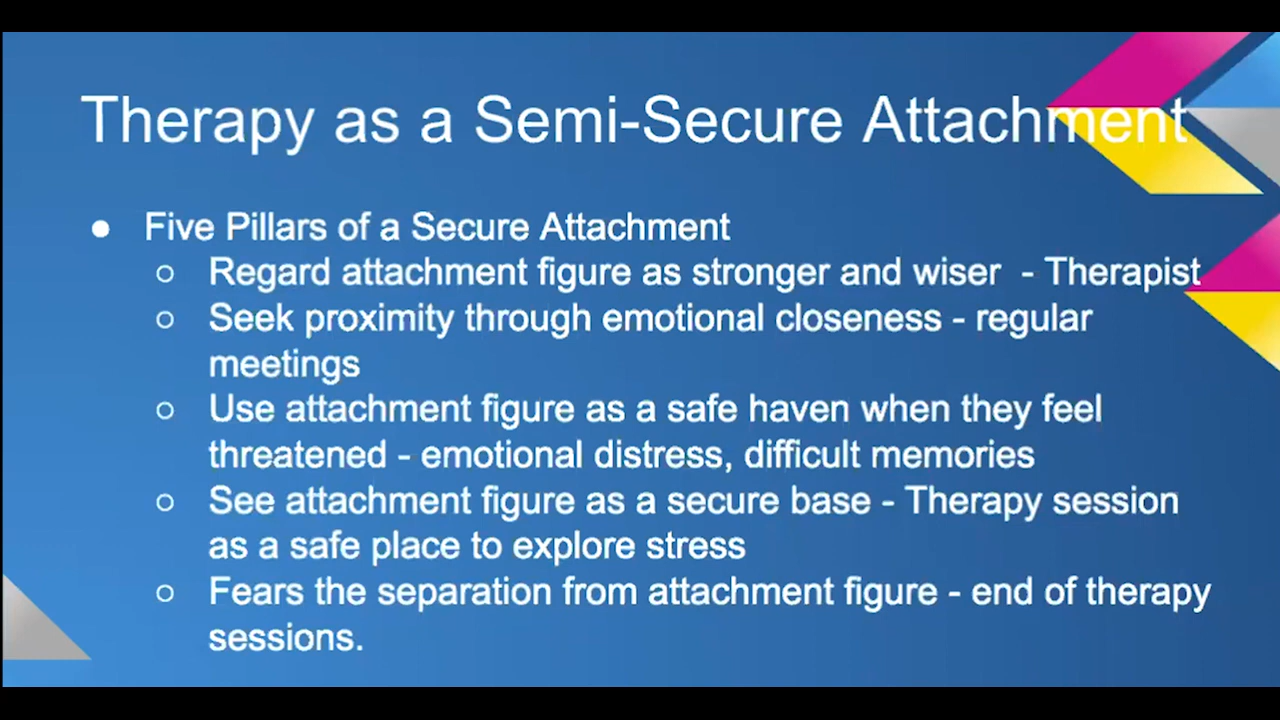 Therapy as a Semi-Secure Attachment
● Five Pillars of a Secure Attachment
○ Regard attachment figure as stronger and wiser - Therapist
○ Seek proximity through emotional closeness - regular
meetings
○ Use attachment figure as a safe haven when they feel
threatened - emotional distress, difficult memories
○ See attachment figure as a secure base - Therapy session
as a safe place to explore stress
○ Fears the separation from attachment figure - end of therapy
sessions.